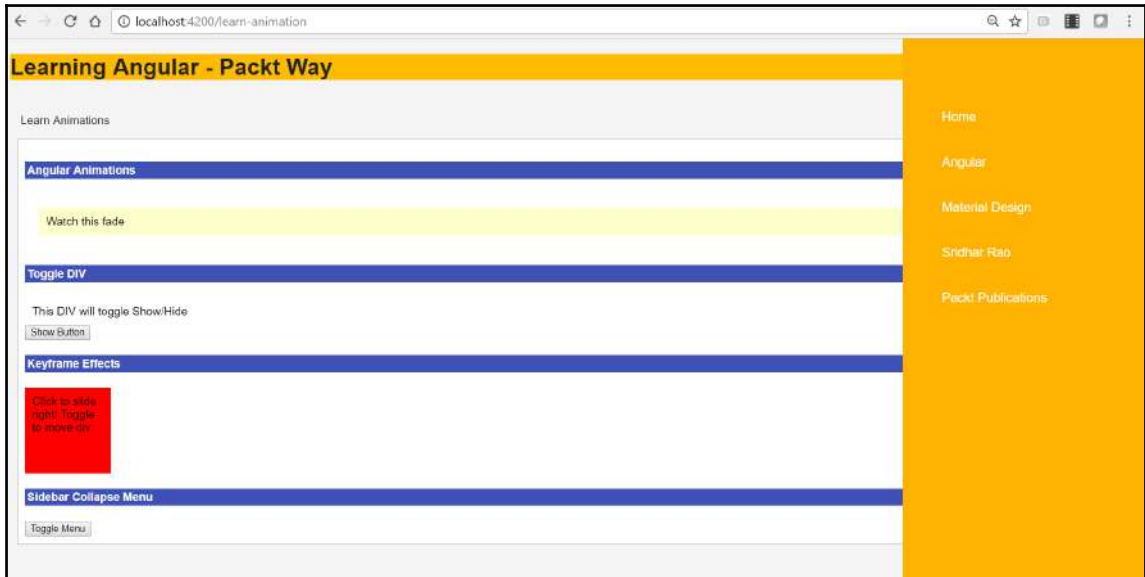 localhost:4200/learn-animation
Learning Angular - Packt Way
Learn Animations
Angular Animations
Watch this fade
Toggle DIV
This DIV will toggle Show/Hide
Show Button
Keyframe Effects
Click to slide
right! Toggle
to move div
Sidebar Collapse Menu
Toggle Menu
Home
Angular
Material Design
Sridhar Rao
Packt Publications